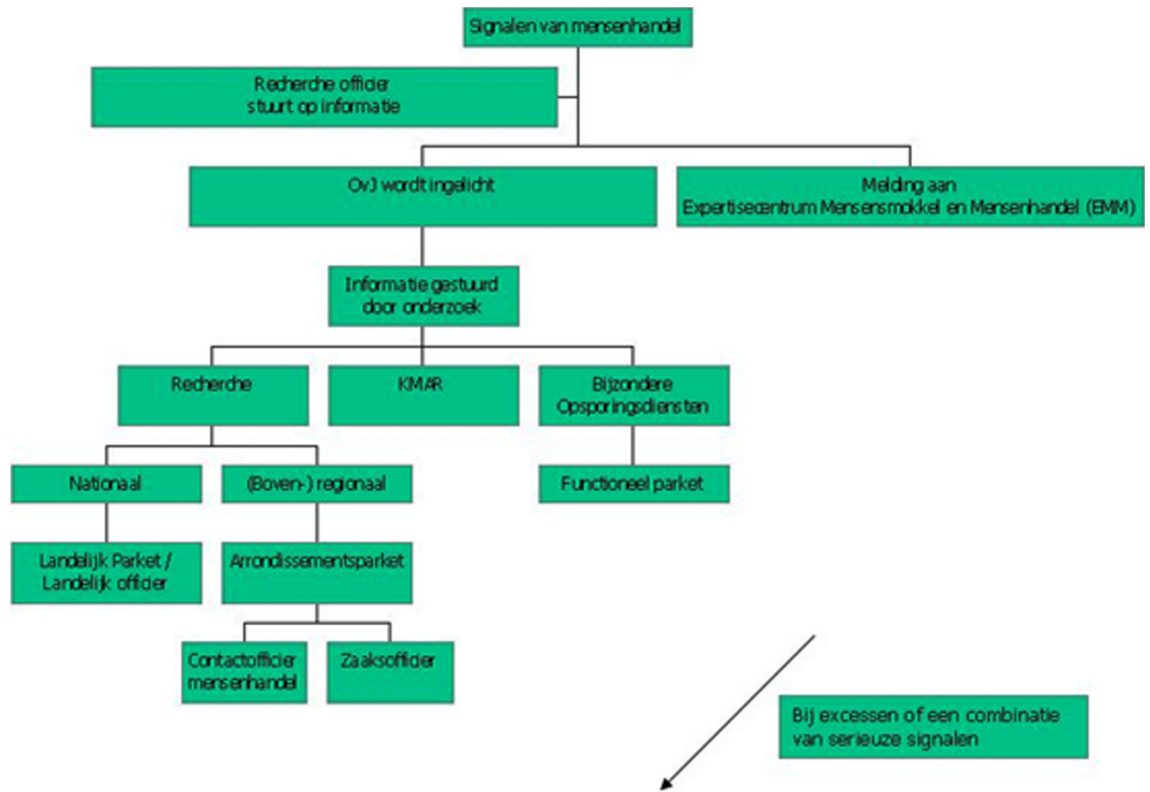 Signalen van mensenhandel
Recherche officier
stuurt op informatie
OvJ wordt ingelicht
Melding aan
Expertisecentrum Mensensmokkel en Mensenhandel (EMM)
Informatie gestuurd
door onderzoek
Recherche
KMAR
Bijzondere
Opsporingsdiensten
Nationaal
(Boven-) regionaal
Functioneel parket
Landelijk Parket /
Landelijk officier
Arrondissementsparket
Contactofficier
mensenhandel
Zaaksofficier
Bij excessen of een combinatie
van serieuze signalen